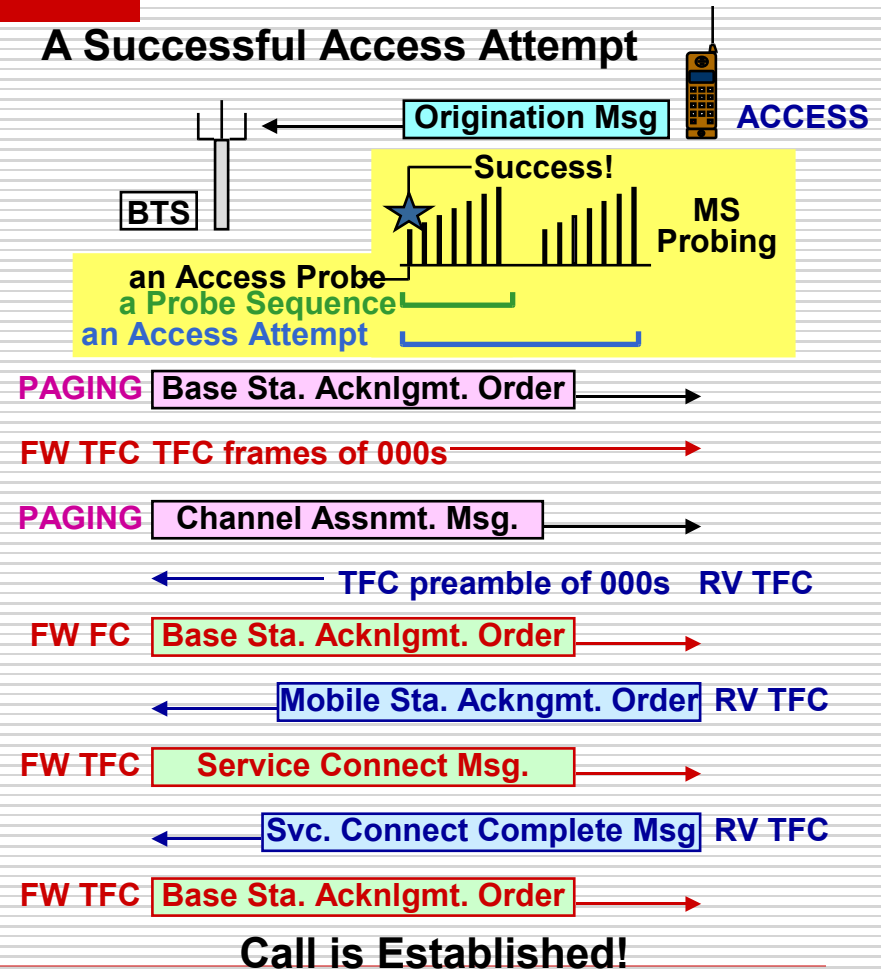 A Successful Access Attempt
Origination Msg ACCESS
Success!
BTS
MS
Probing
an Access Probe
a Probe Sequence
an Access Attempt
PAGING Base Sta. Acknlgmt. Order
FW TFC TFC frames of 000s
PAGING Channel Assnmt. Msg.
TFC preamble of 000s RV TFC
FW FC Base Sta. Acknlgmt. Order
Mobile Sta. Ackngmt. Order RV TFC
FW TFC Service Connect Msg.
Svc. Connect Complete Msg RV TFC
FW TFC Base Sta. Acknlgmt. Order
Call is Established!